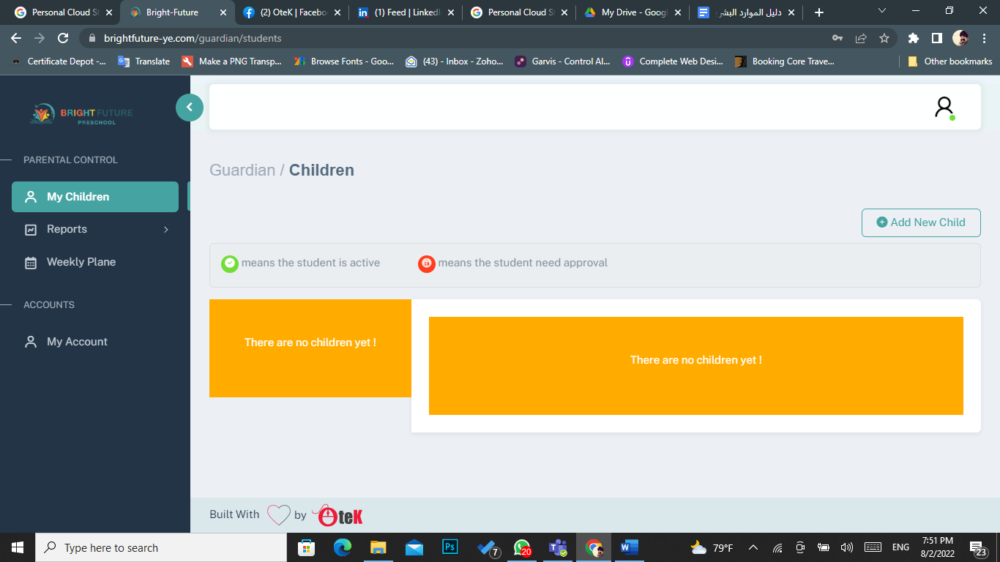 Personal Cloud St
Bright-Future
(2) OteK | Facebo
(1) Feed | LinkedI
Personal Cloud St
My Drive - Googl
دليل الموارد البشر
brightfuture-ye.com/guardian/students
Certificate Depot -...
Translate
Make a PNG Transp...
Browse Fonts - Goo...
(43) - Inbox - Zoho...
Garvis - Control Al...
Complete Web Desi...
Booking Core Trave...
Other bookmarks
BRIGHT FUTURE
PRESCHOOL
PARENTAL CONTROL
My Children
Reports
Weekly Plane
ACCOUNTS
My Account
Guardian / Children
Add New Child
means the student is active
means the student need approval
There are no children yet !
There are no children yet !
Built With by OteK
Type here to search
Ps
7
20
79°F
ENG
7:51 PM
8/2/2022
23